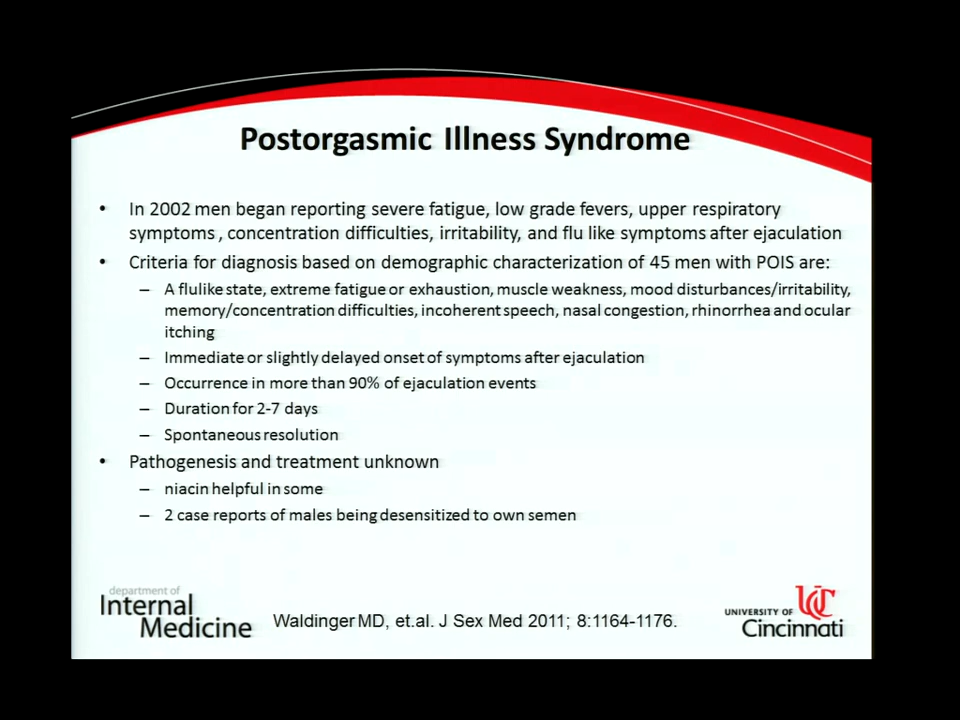 Postorgasmic Illness Syndrome
• In 2002 men began reporting severe fatigue, low grade fevers, upper respiratory
symptoms , concentration difficulties, irritability, and flu like symptoms after ejaculation
• Criteria for diagnosis based on demographic characterization of 45 men with POIS are:
– A flulike state, extreme fatigue or exhaustion, muscle weakness, mood disturbances/irritability,
memory/concentration difficulties, incoherent speech, nasal congestion, rhinorrhea and ocular
itching
– Immediate or slightly delayed onset of symptoms after ejaculation
– Occurrence in more than 90% of ejaculation events
– Duration for 2-7 days
– Spontaneous resolution
• Pathogenesis and treatment unknown
– niacin helpful in some
– 2 case reports of males being desensitized to own semen
department of
Internal
Medicine
Waldinger MD, et.al. J Sex Med 2011; 8:1164-1176.
UC
UNIVERSITY OF
Cincinnati